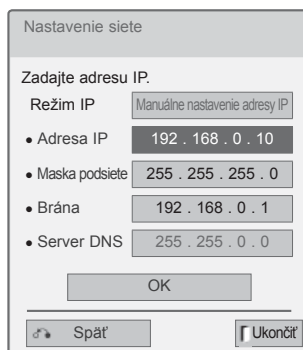 Nastavenie siete
Zadajte adresu IP.
Režim IP Manuálne nastavenie adresy IP
• Adresa IP 192 . 168 . 0 . 10
• Maska podsiete 255 . 255 . 255 . 0
• Brána 192 . 168 . 0 . 1
• Server DNS 255 . 255 . 0 . 0
OK
Späť Ukončiť